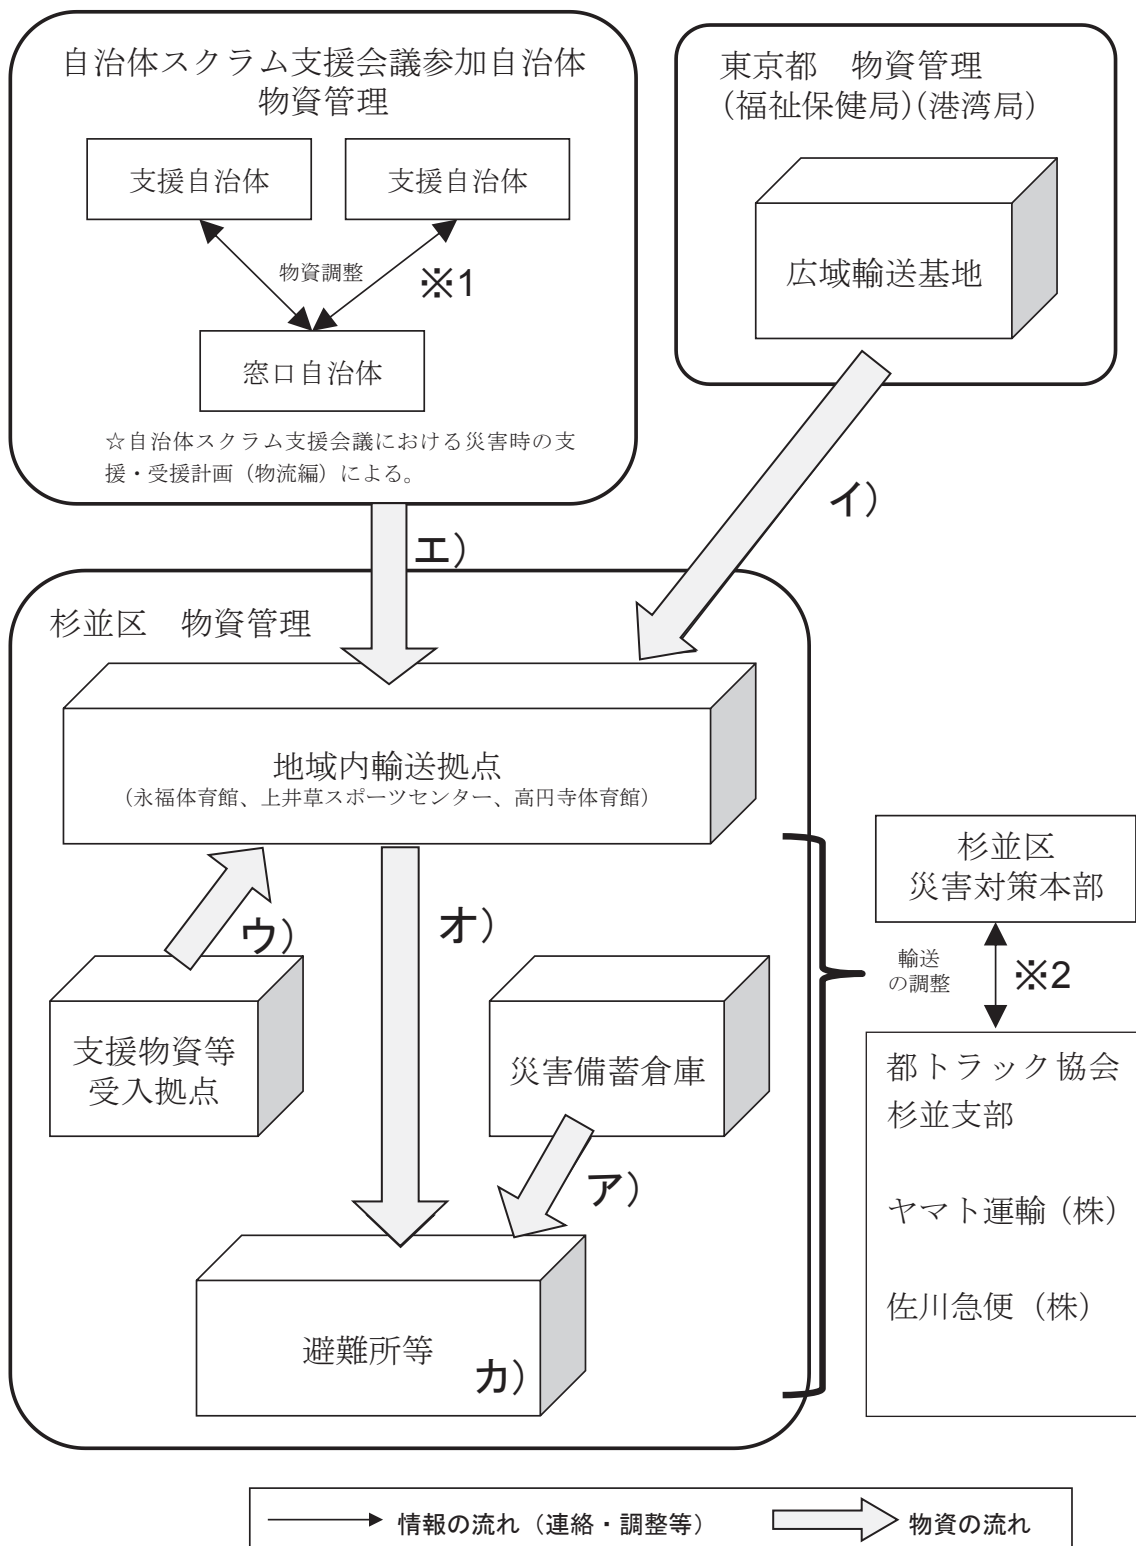 自治体スクラム支援会議参加自治体
物資管理
支援自治体
支援自治体
物資調整
※1
窓口自治体
☆自治体スクラム支援会議における災害時の支
援・受援計画（物流編）による。
東京都　物資管理
（福祉保健局）（港湾局）
広域輸送基地
イ）
エ）
杉並区　物資管理
地域内輸送拠点
（永福体育館、上井草スポーツセンター、高円寺体育館）
ウ）
オ）
支援物資等
受入拠点
災害備蓄倉庫
ア）
避難所等
カ）
杉並区
災害対策本部
輸送
の調整
※2
都トラック協会
杉並支部
ヤマト運輸（株）
佐川急便（株）
情報の流れ（連絡・調整等）
物資の流れ